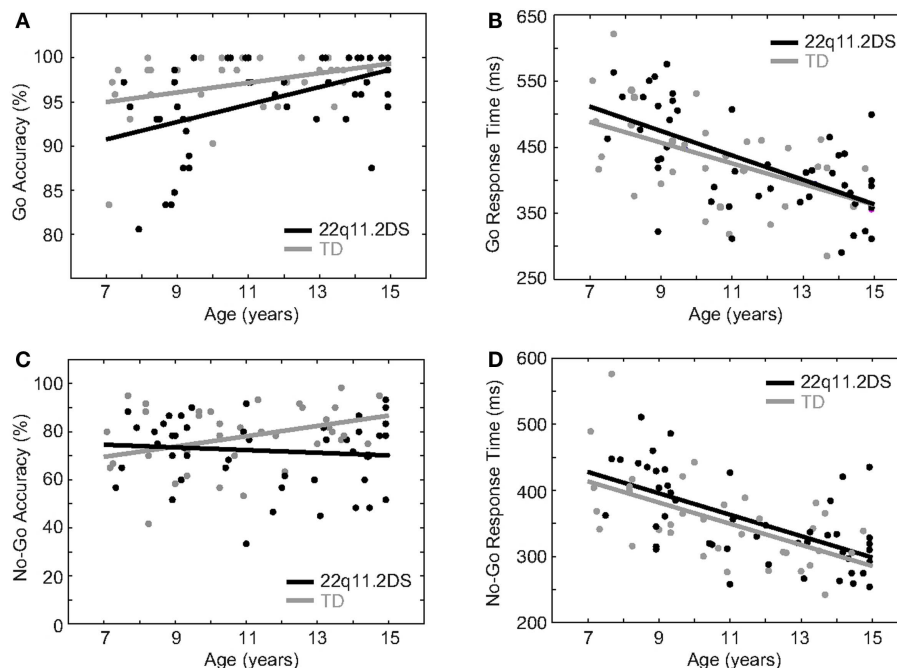 A
Go Accuracy (%)
100
95
90
85
80
22q11.2DS
TD
7 9 11 13 15
Age (years)
B
Go Response Time (ms)
650
550
450
350
250
22q11.2DS
TD
7 9 11 13 15
Age (years)
C
No-Go Accuracy (%)
100
80
60
40
20
0
22q11.2DS
TD
7 9 11 13 15
Age (years)
D
No-Go Response Time (ms)
600
500
400
300
200
22q11.2DS
TD
7 9 11 13 15
Age (years)